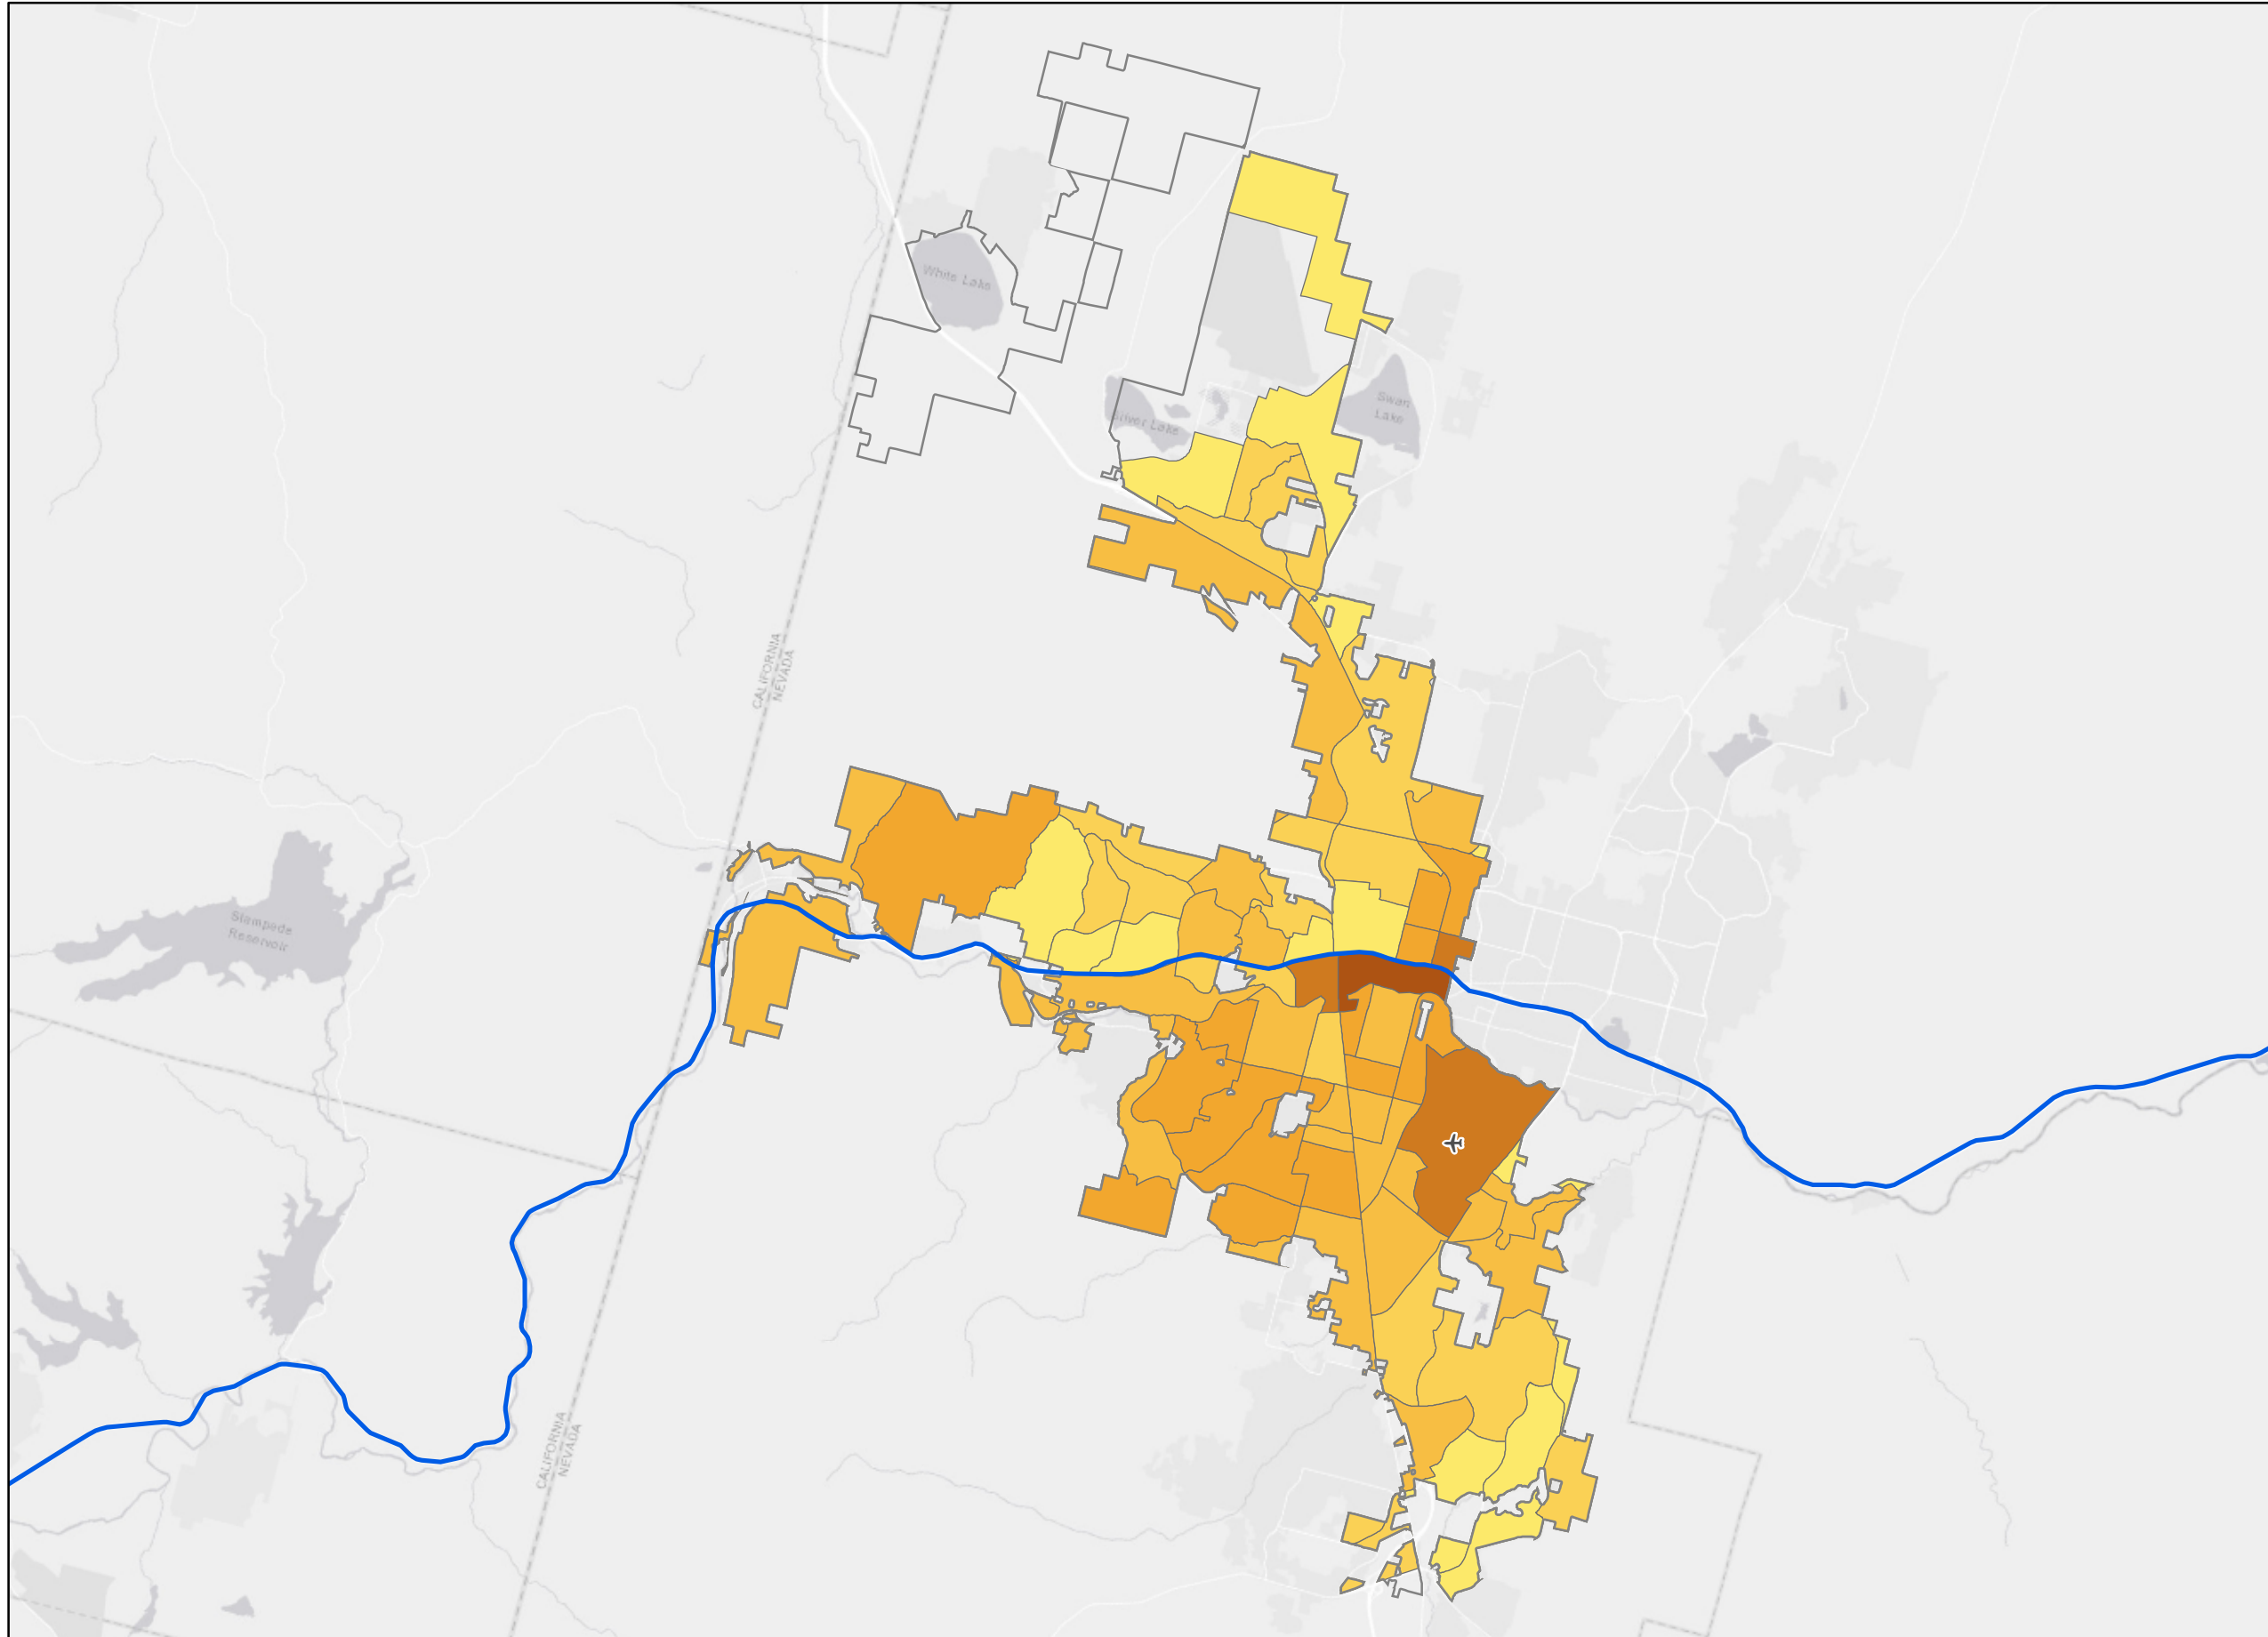 White Lake
Swan
Lake
Silver Lake
CALIFORNIA
NEVADA
Stampede
Reservoir
CALIFORNIA
NEVADA